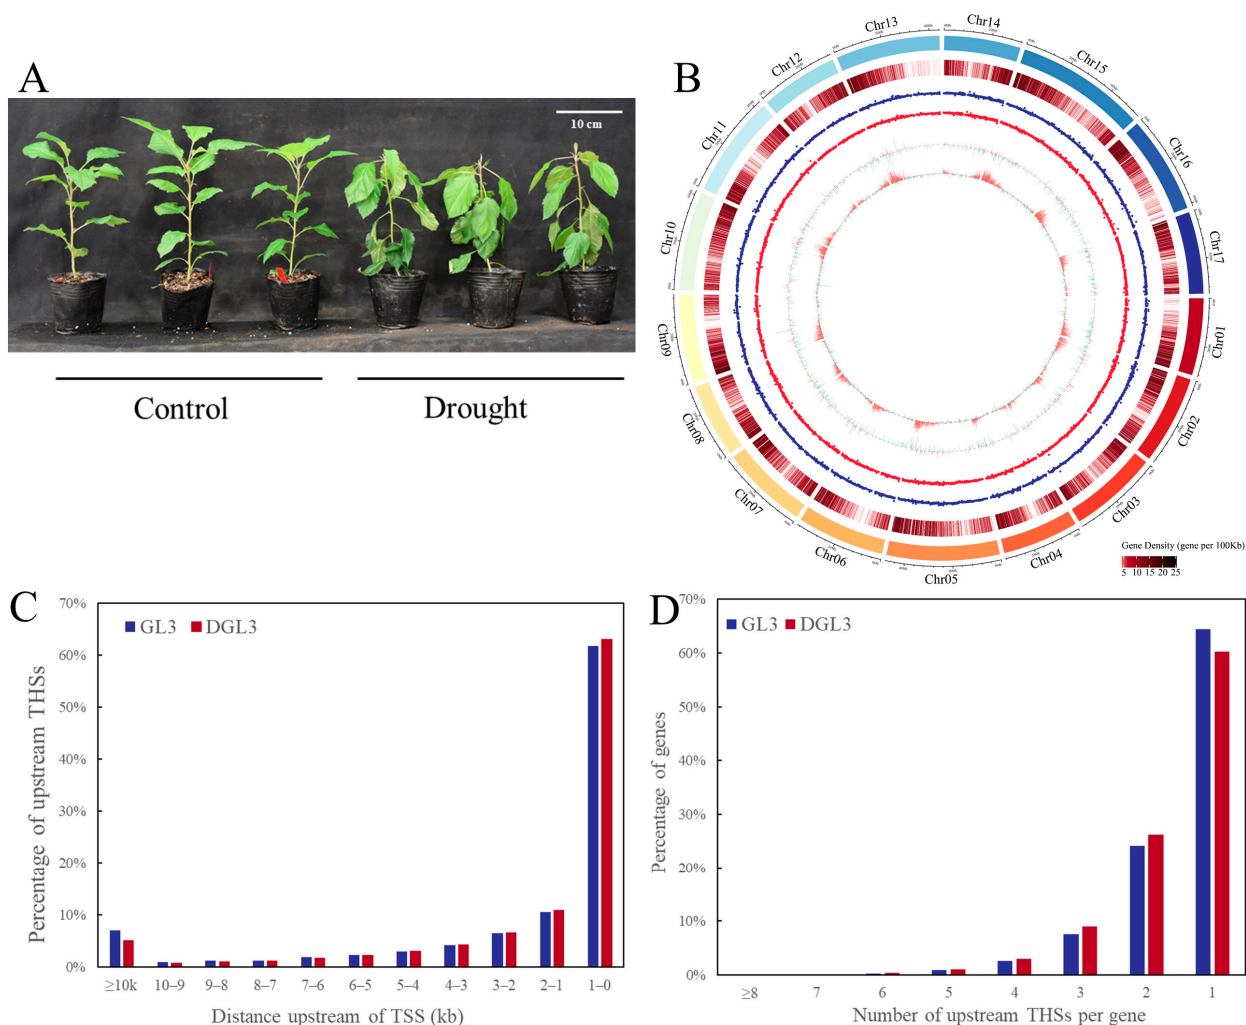 A
10 cm
Control
Drought
B
Chr13
Chr14
Chr12
Chr15
Chr11
Chr16
Chr10
Chr17
Chr09
Chr01
Chr08
Chr02
Chr07
Chr03
Chr06
Chr04
Chr05
Gene Density (gene per 100Kb)
5 10 15 20 25
C
GL3 DGL3
Percentage of upstream THSs
70%
60%
50%
40%
30%
20%
10%
0%
≥10k 10–9 9–8 8–7 7–6 6–5 5–4 4–3 3–2 2–1 1–0
Distance upstream of TSS (kb)
D
GL3 DGL3
Percentage of genes
70%
60%
50%
40%
30%
20%
10%
0%
≥8 7 6 5 4 3 2 1
Number of upstream THSs per gene